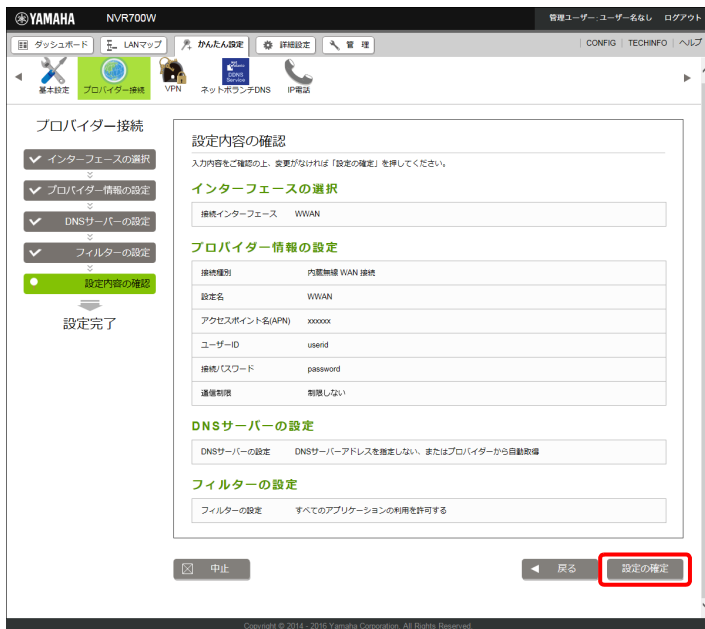 YAMAHA NVR700W 管理ユーザー:ユーザー名なし ログアウト
ダッシュボード LANマップ かんたん設定 詳細設定 管 理 CONFIG TECHINFO ヘルプ
基本設定 プロバイダー接続 VPN ネットボランチDNS IP電話
DDNS
Service
プロバイダー接続
インターフェースの選択
プロバイダー情報の設定
DNSサーバーの設定
フィルターの設定
設定内容の確認
設定完了
設定内容の確認
入力内容をご確認の上、変更がなければ「設定の確定」を押してください。
インターフェースの選択
接続インターフェース WWAN
プロバイダー情報の設定
接続種別 内蔵無線 WAN 接続
設定名 WWAN
アクセスポイント名(APN) xxxxxx
ユーザーID userid
接続パスワード password
通信制限 制限しない
DNSサーバーの設定
DNSサーバーの設定 DNSサーバーアドレスを指定しない、またはプロバイダーから自動取得
フィルターの設定
フィルターの設定 すべてのアプリケーションの利用を許可する
中止 戻る 設定の確定
Copyright © 2014 - 2016 Yamaha Corporation. All Rights Reserved.